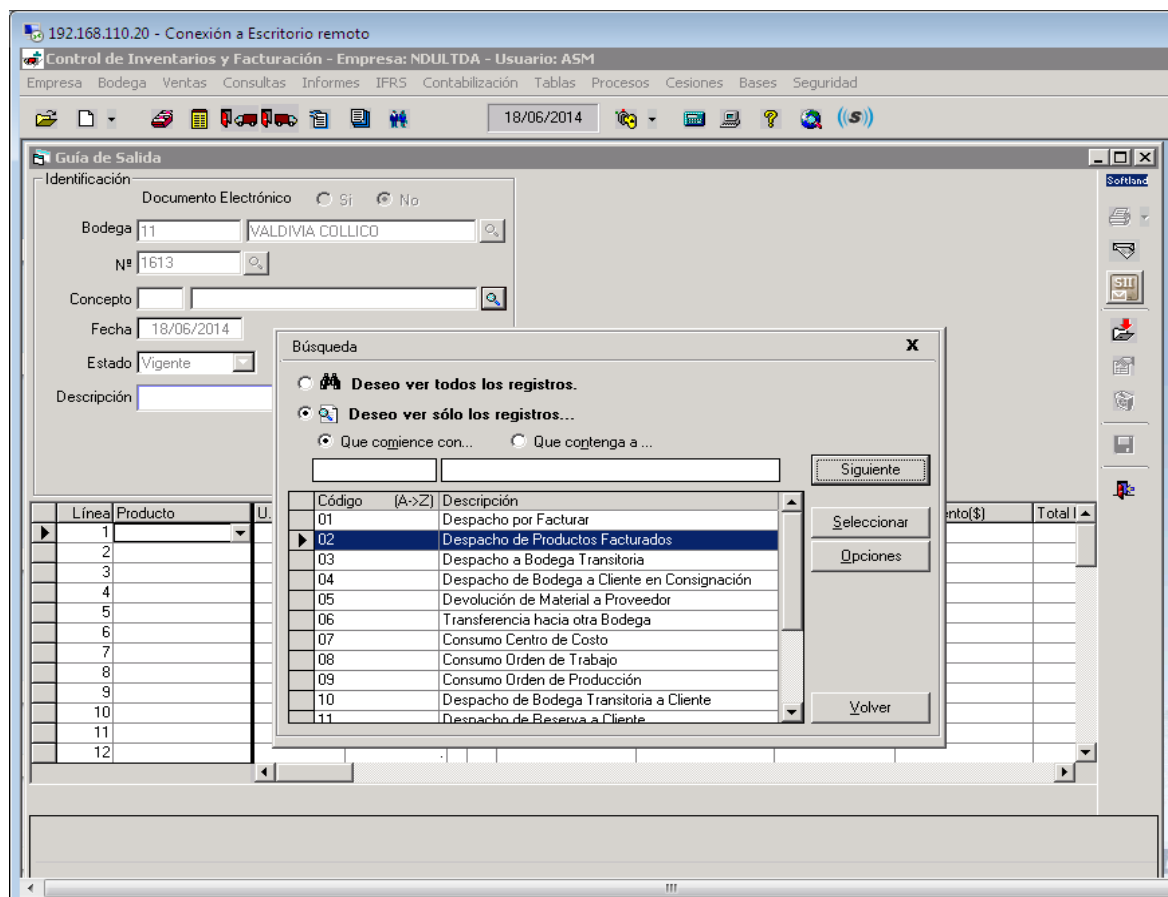 192.168.110.20 - Conexión a Escritorio remoto
Control de Inventarios y Facturación - Empresa: NDULTDA - Usuario: ASM
Empresa Bodega Ventas Consultas Informes IFRS Contabilización Tablas Procesos Cesiones Bases Seguridad
18/06/2014 ((S))
Guía de Salida
Identificación
Softland
Documento Electrónico Si No
Bodega 11 VALDIVIA COLLICO
Nº 1613
SII
Concepto
Fecha 18/06/2014
Estado Vigente
Descripción
Búsqueda X
Deseo ver todos los registros.
Deseo ver sólo los registros...
Que comience con... Que contenga a ...
Siguiente
Código (A->Z) Descripción
01 Despacho por Facturar
02 Despacho de Productos Facturados
03 Despacho a Bodega Transitoria
04 Despacho de Bodega a Cliente en Consignación
05 Devolución de Material a Proveedor
06 Transferencia hacia otra Bodega
07 Consumo Centro de Costo
08 Consumo Orden de Trabajo
09 Consumo Orden de Producción
10 Despacho de Bodega Transitoria a Cliente
11 Despacho de Reserva a Cliente
Seleccionar
Opciones
Volver
Línea Producto U. ento($) Total
1
2
3
4
5
6
7
8
9
10
11
12